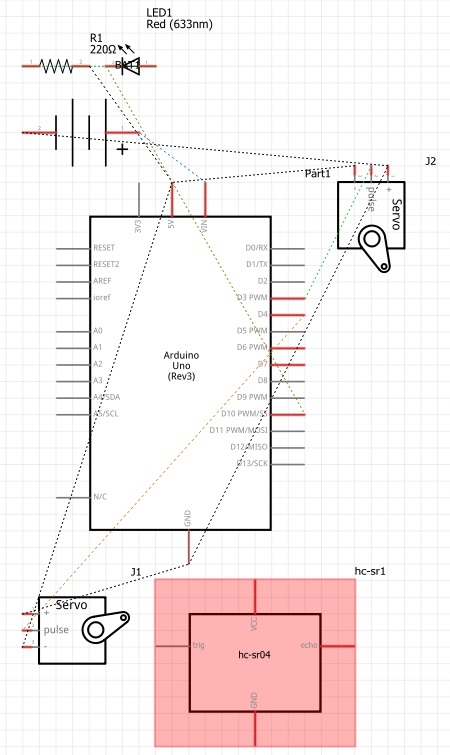 LED1
Red (633nm)
R1
220Ω
J2
Part1
3V3
5V
VIN
pulse
+
Servo
RESET
RESET2
AREF
ioref
A0
A1
A2
A3
A4/SDA
A5/SCL
N/C
Arduino
Uno
(Rev3)
D0/RX
D1/TX
D2
D3 PWM
D4
D5 PWM
D6 PWM
D7
D8
D9 PWM
D10 PWM/SS
D11 PWM/MOSI
D12/MISO
D13/SCK
GND
J1
Servo
+
pulse
-
hc-sr1
VCC
trig
echo
hc-sr04
GND